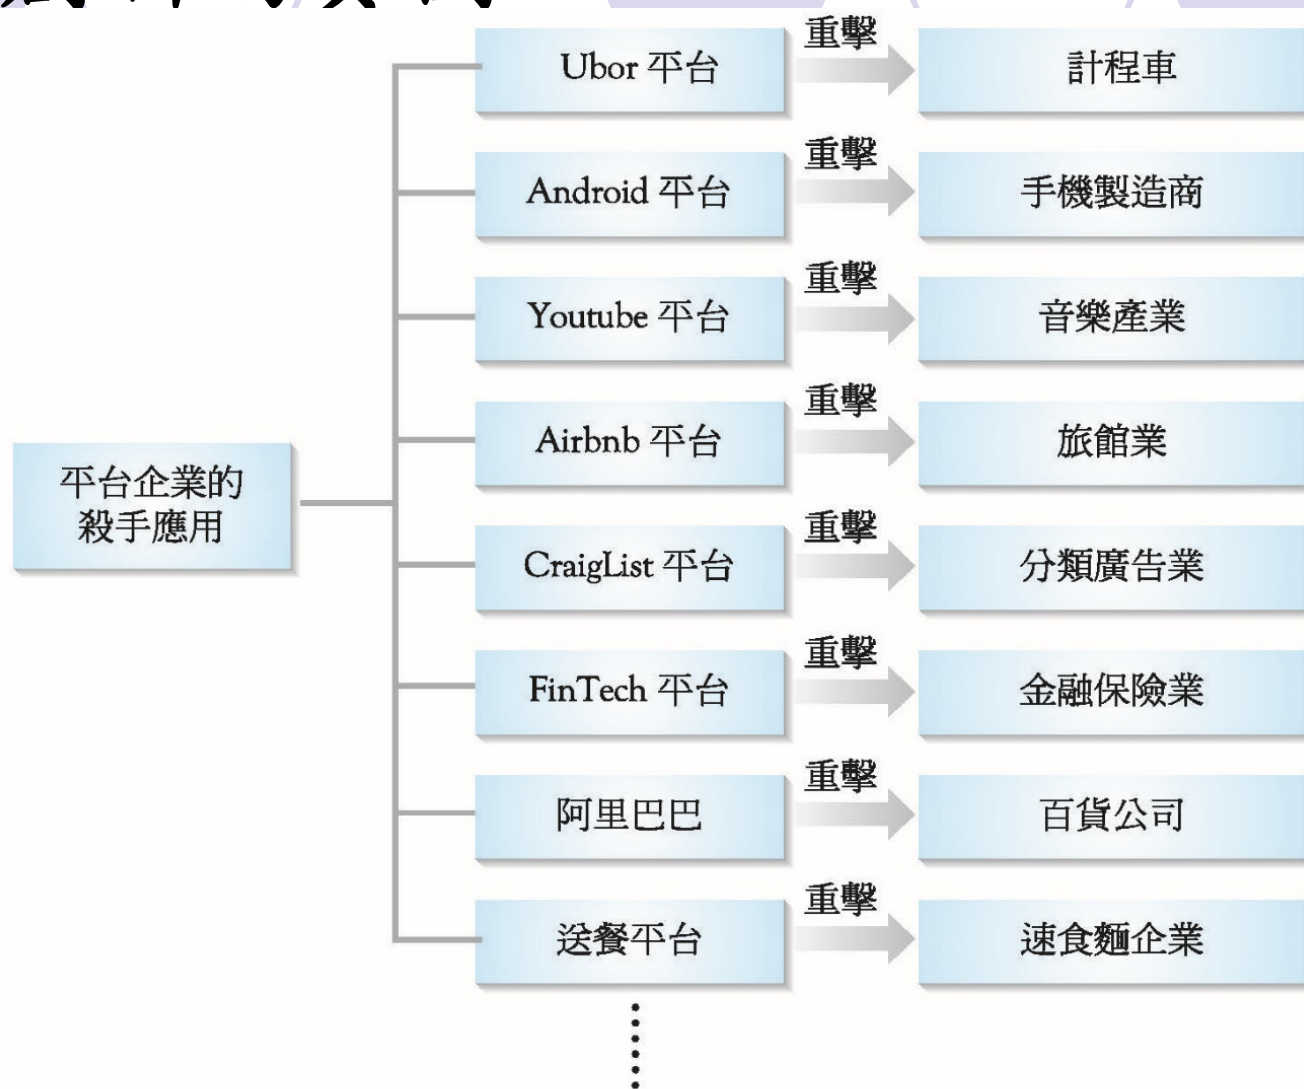 Ubor 平台
重擊
計程車
Android 平台
重擊
手機製造商
Youtube 平台
重擊
音樂產業
Airbnb 平台
重擊
旅館業
平台企業的
殺手應用
CraigList 平台
重擊
分類廣告業
FinTech 平台
重擊
金融保險業
阿里巴巴
重擊
百貨公司
送餐平台
重擊
速食麵企業